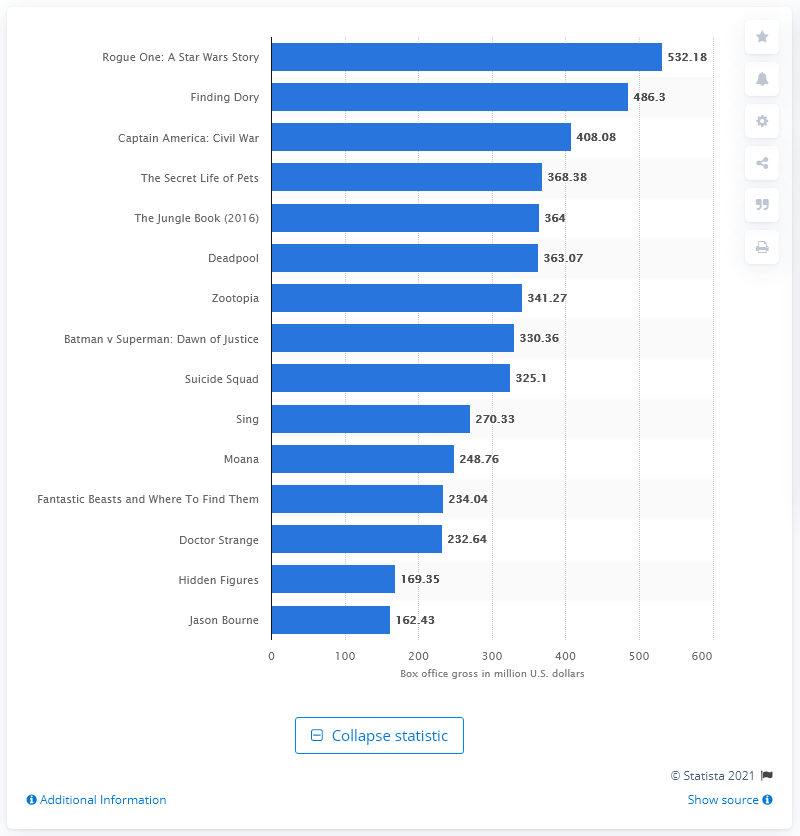 Rogue One: A Star Wars Story 532.18
Finding Dory 486.3
Captain America: Civil War 408.08
The Secret Life of Pets 368.38
The Jungle Book (2016) 364
Deadpool 363.07
Zootopia 341.27
Batman v Superman: Dawn of Justice 330.36
Suicide Squad 325.1
Sing 270.33
Moana 248.76
Fantastic Beasts and Where To Find Them 234.04
Doctor Strange 232.64
Hidden Figures 169.35
Jason Bourne 162.43
0 100 200 300 400 500 600
Box office gross in million U.S. dollars
Collapse statistic
© Statista 2021
Additional Information Show source